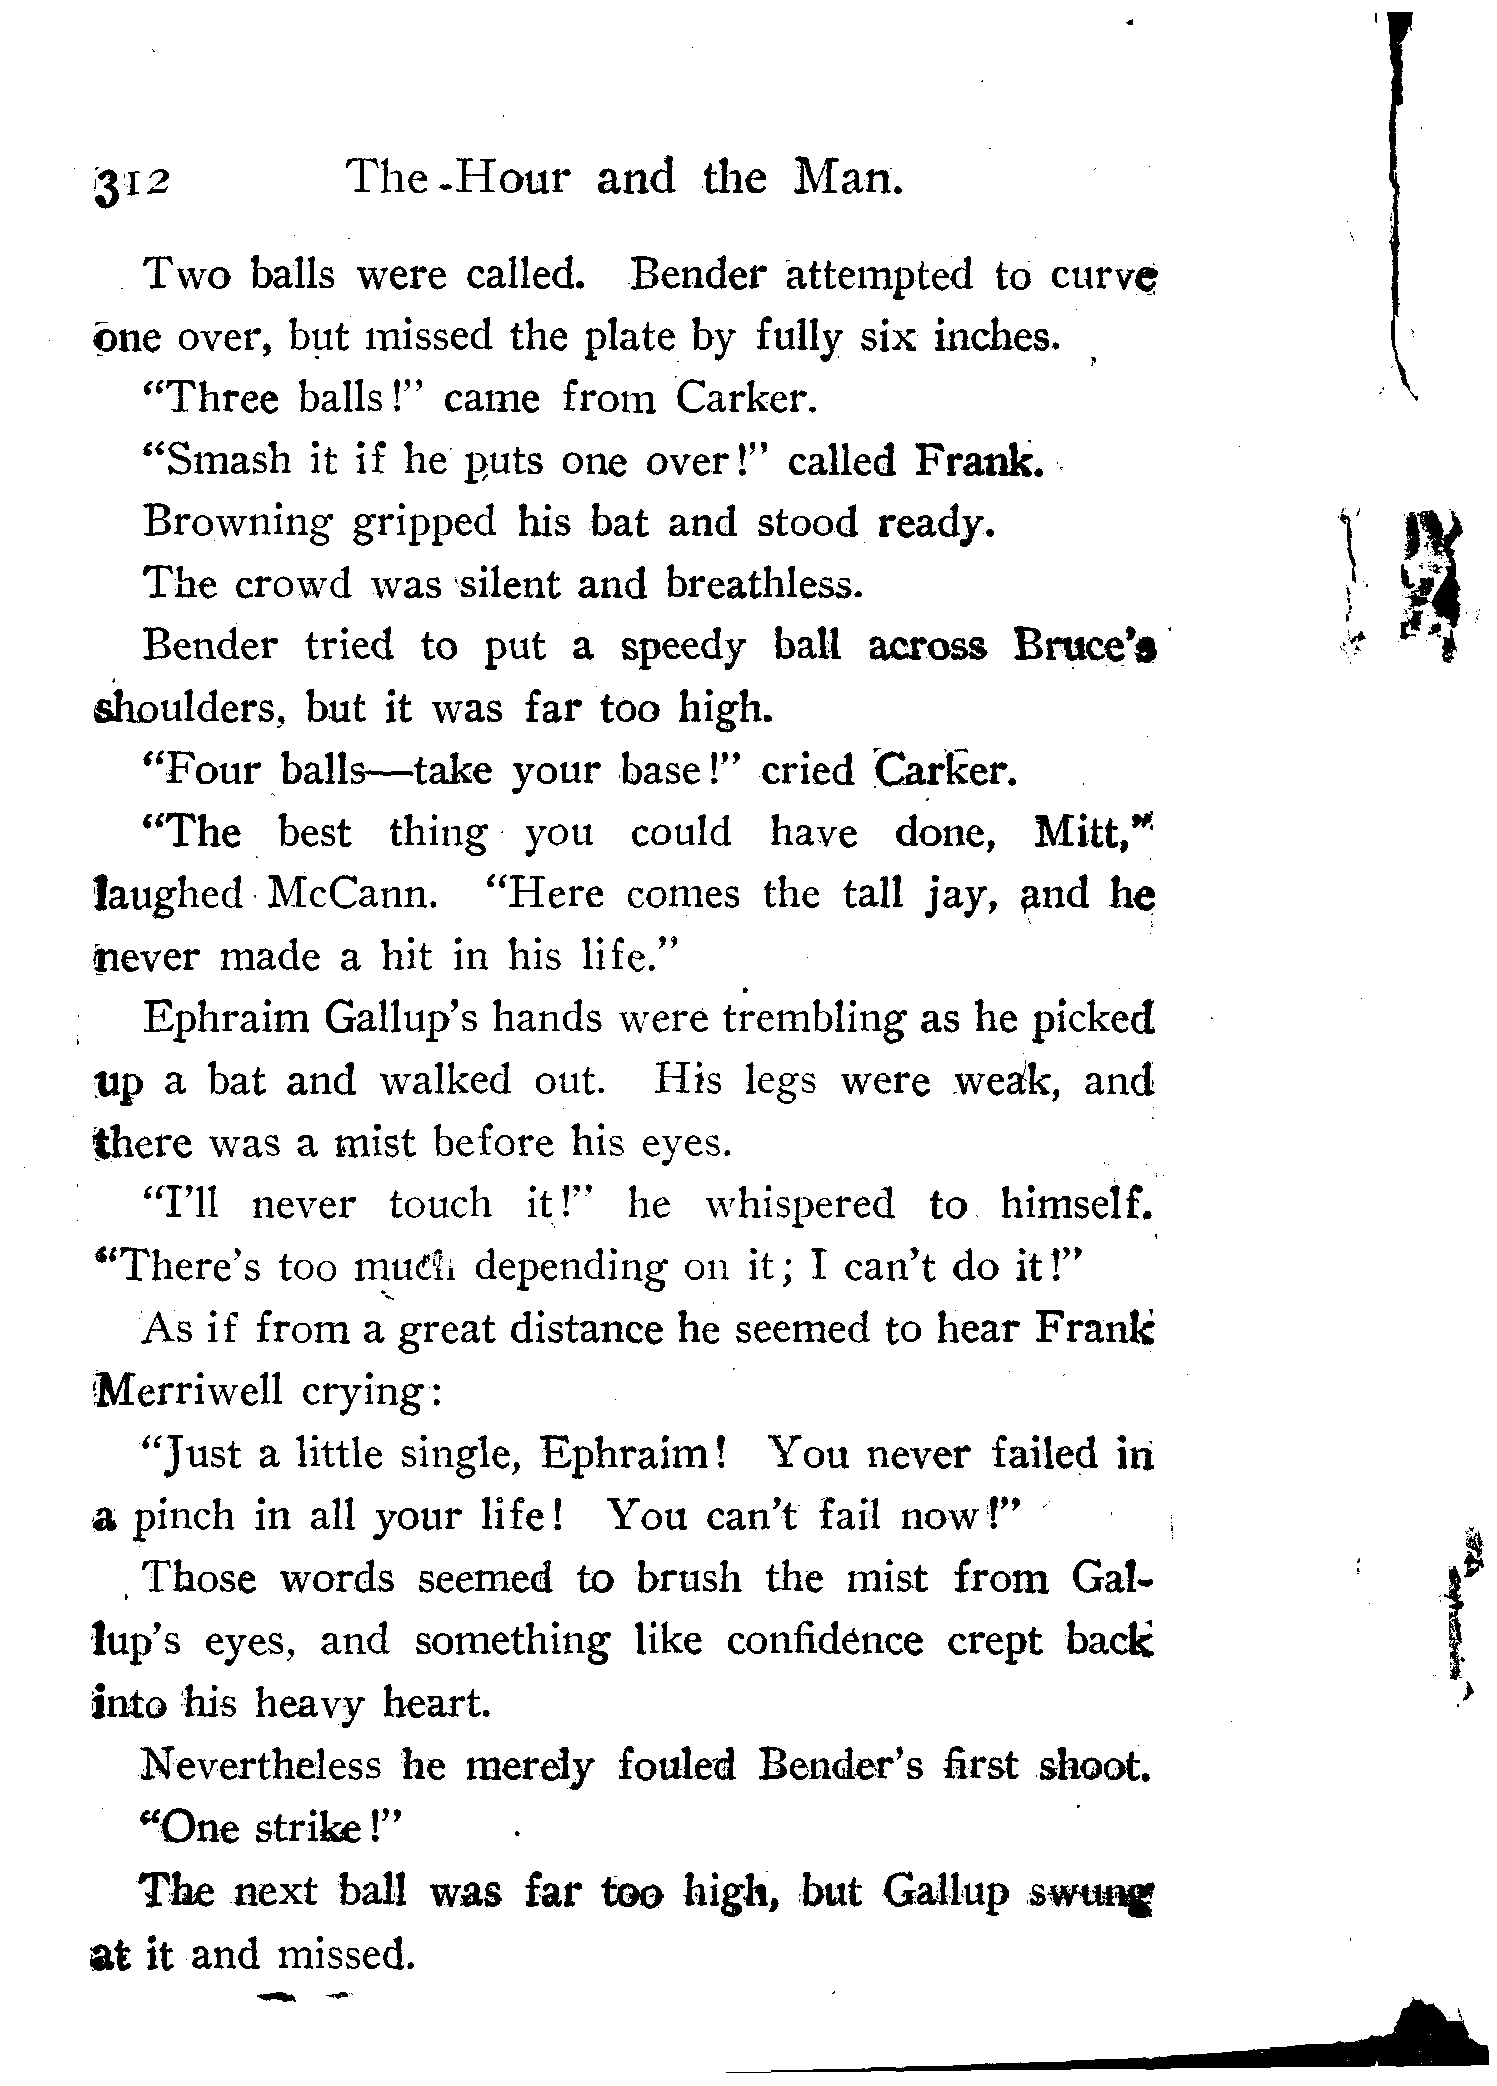 312 The Hour and the Man.
Two balls were called. Bender attempted to curve
one over, but missed the plate by fully six inches.
“Three balls!” came from Carker.
“Smash it if he puts one over!” called Frank.
Browning gripped his bat and stood ready.
The crowd was silent and breathless.
Bender tried to put a speedy ball across Bruce’s
shoulders, but it was far too high.
“Four balls—take your base!” cried Carker.
“The best thing you could have done, Mitt,”
laughed McCann. “Here comes the tall jay, and he
never made a hit in his life.”
Ephraim Gallup’s hands were trembling as he picked
up a bat and walked out. His legs were weak, and
there was a mist before his eyes.
“I’ll never touch it!” he whispered to himself.
“There’s too much depending on it; I can’t do it!”
As if from a great distance he seemed to hear Frank
Merriwell crying:
“Just a little single, Ephraim! You never failed in
a pinch in all your life! You can’t fail now!”
Those words seemed to brush the mist from Gal-
lup’s eyes, and something like confidence crept back
into his heavy heart.
Nevertheless he merely fouled Bender’s first shoot.
“One strike!”
The next ball was far too high, but Gallup swung
at it and missed.